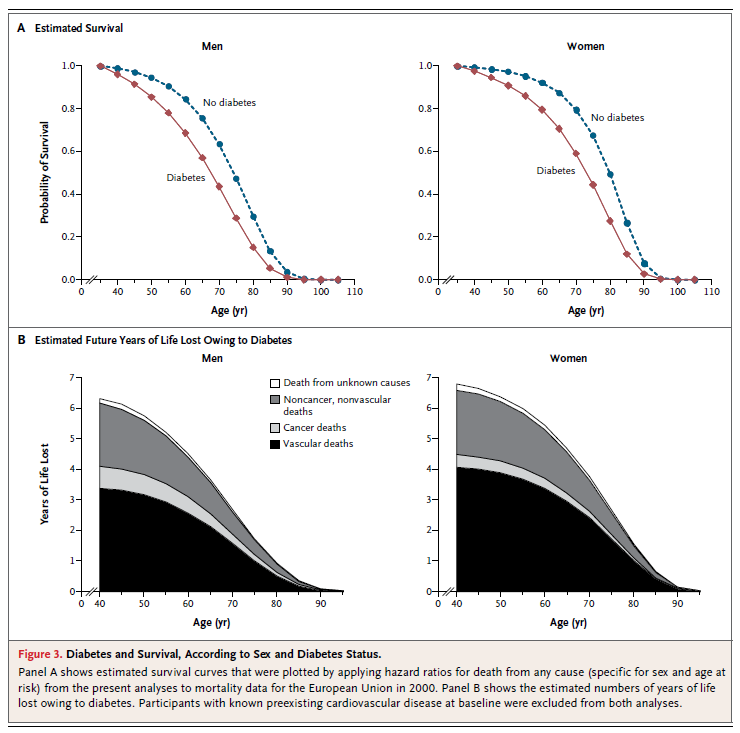 A Estimated Survival
Men
Women
Probability of Survival
1.0
0.8
0.6
0.4
0.2
0.0
No diabetes
Diabetes
0 40 50 60 70 80 90 100 110
Age (yr)
1.0
0.8
0.6
0.4
0.2
0.0
No diabetes
Diabetes
0 40 50 60 70 80 90 100 110
Age (yr)
B Estimated Future Years of Life Lost Owing to Diabetes
Men
Women
Years of Life Lost
7
6
5
4
3
2
1
0
Death from unknown causes
Noncancer, nonvascular
deaths
Cancer deaths
Vascular deaths
0 40 50 60 70 80 90
Age (yr)
7
6
5
4
3
2
1
0
0 40 50 60 70 80 90
Age (yr)
Figure 3. Diabetes and Survival, According to Sex and Diabetes Status.
Panel A shows estimated survival curves that were plotted by applying hazard ratios for death from any cause (specific for sex and age at
risk) from the present analyses to mortality data for the European Union in 2000. Panel B shows the estimated numbers of years of life
lost owing to diabetes. Participants with known preexisting cardiovascular disease at baseline were excluded from both analyses.